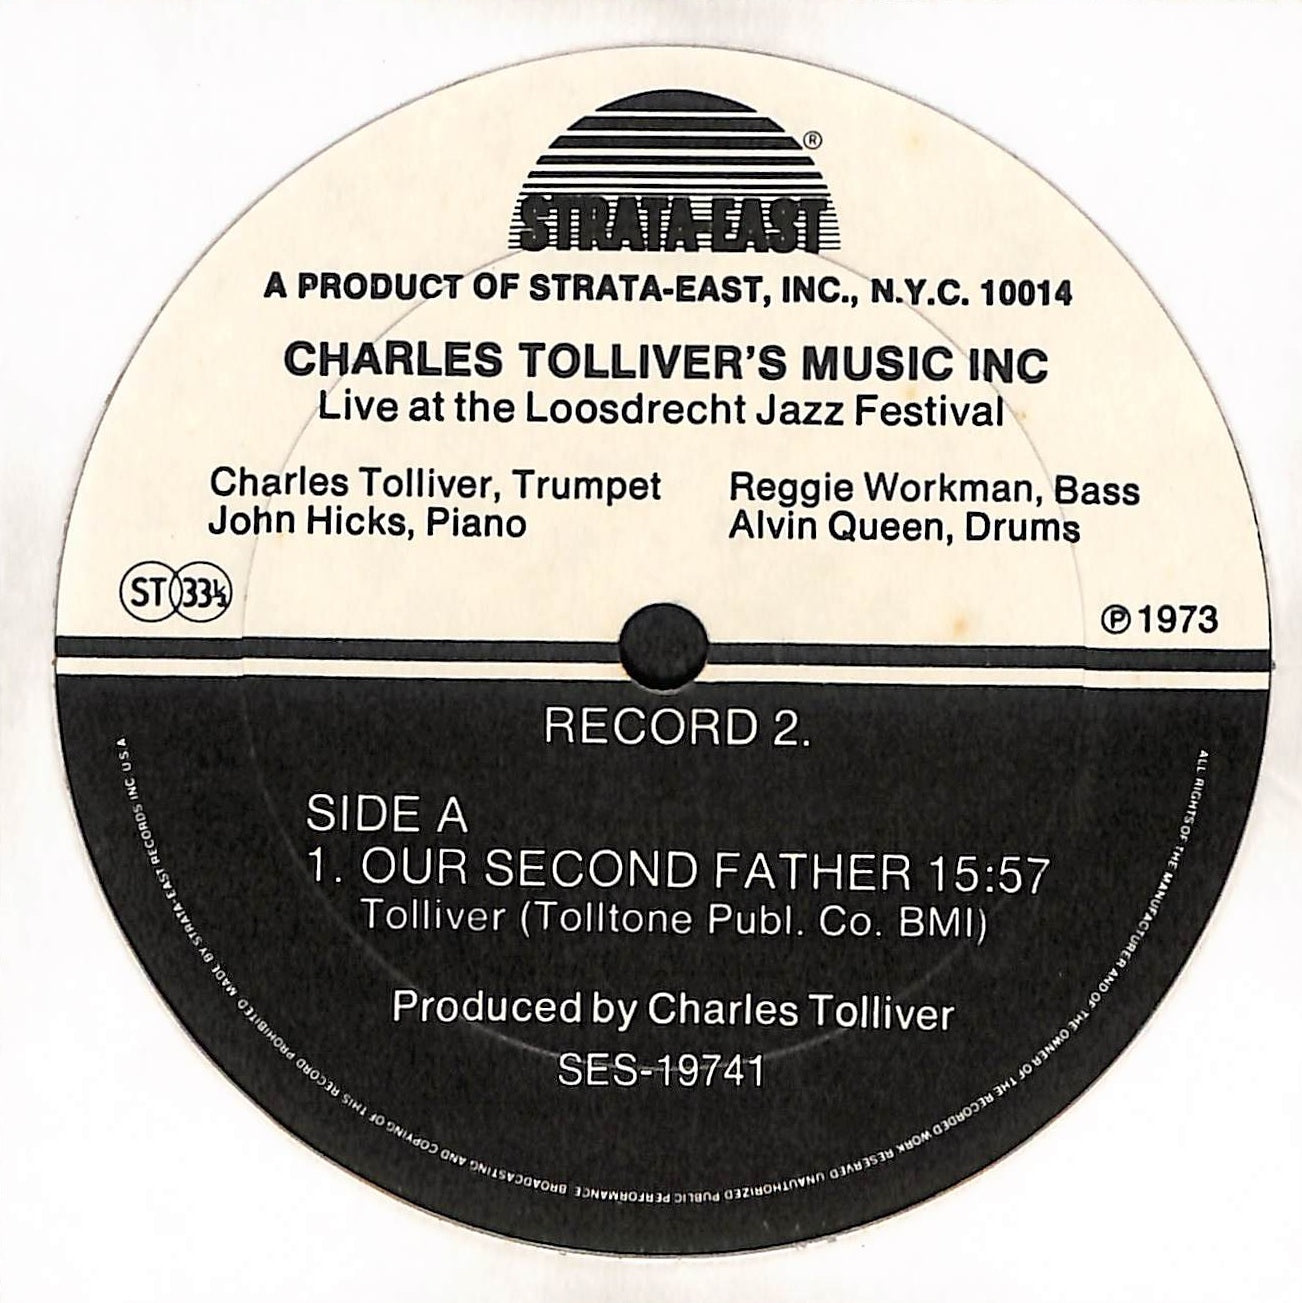 STRATA-EAST ®
A PRODUCT OF STRATA-EAST, INC., N.Y.C. 10014
CHARLES TOLLIVER'S MUSIC INC
Live at the Loosdrecht Jazz Festival
Charles Tolliver, Trumpet
John Hicks, Piano
Reggie Workman, Bass
Alvin Queen, Drums
ST 33⅓
℗ 1973
RECORD 2.
SIDE A
1. OUR SECOND FATHER 15:57
Tolliver (Tolltone Publ. Co. BMI)
Produced by Charles Tolliver
SES-19741
ALL RIGHTS OF THE MANUFACTURER AND OF THE OWNER OF THE RECORDED WORK RESERVED UNAUTHORIZED PUBLIC PERFORMANCE BROADCASTING AND COPYING OF THIS RECORD PROHIBITED MADE BY STRATA-EAST RECORDS INC U.S.A